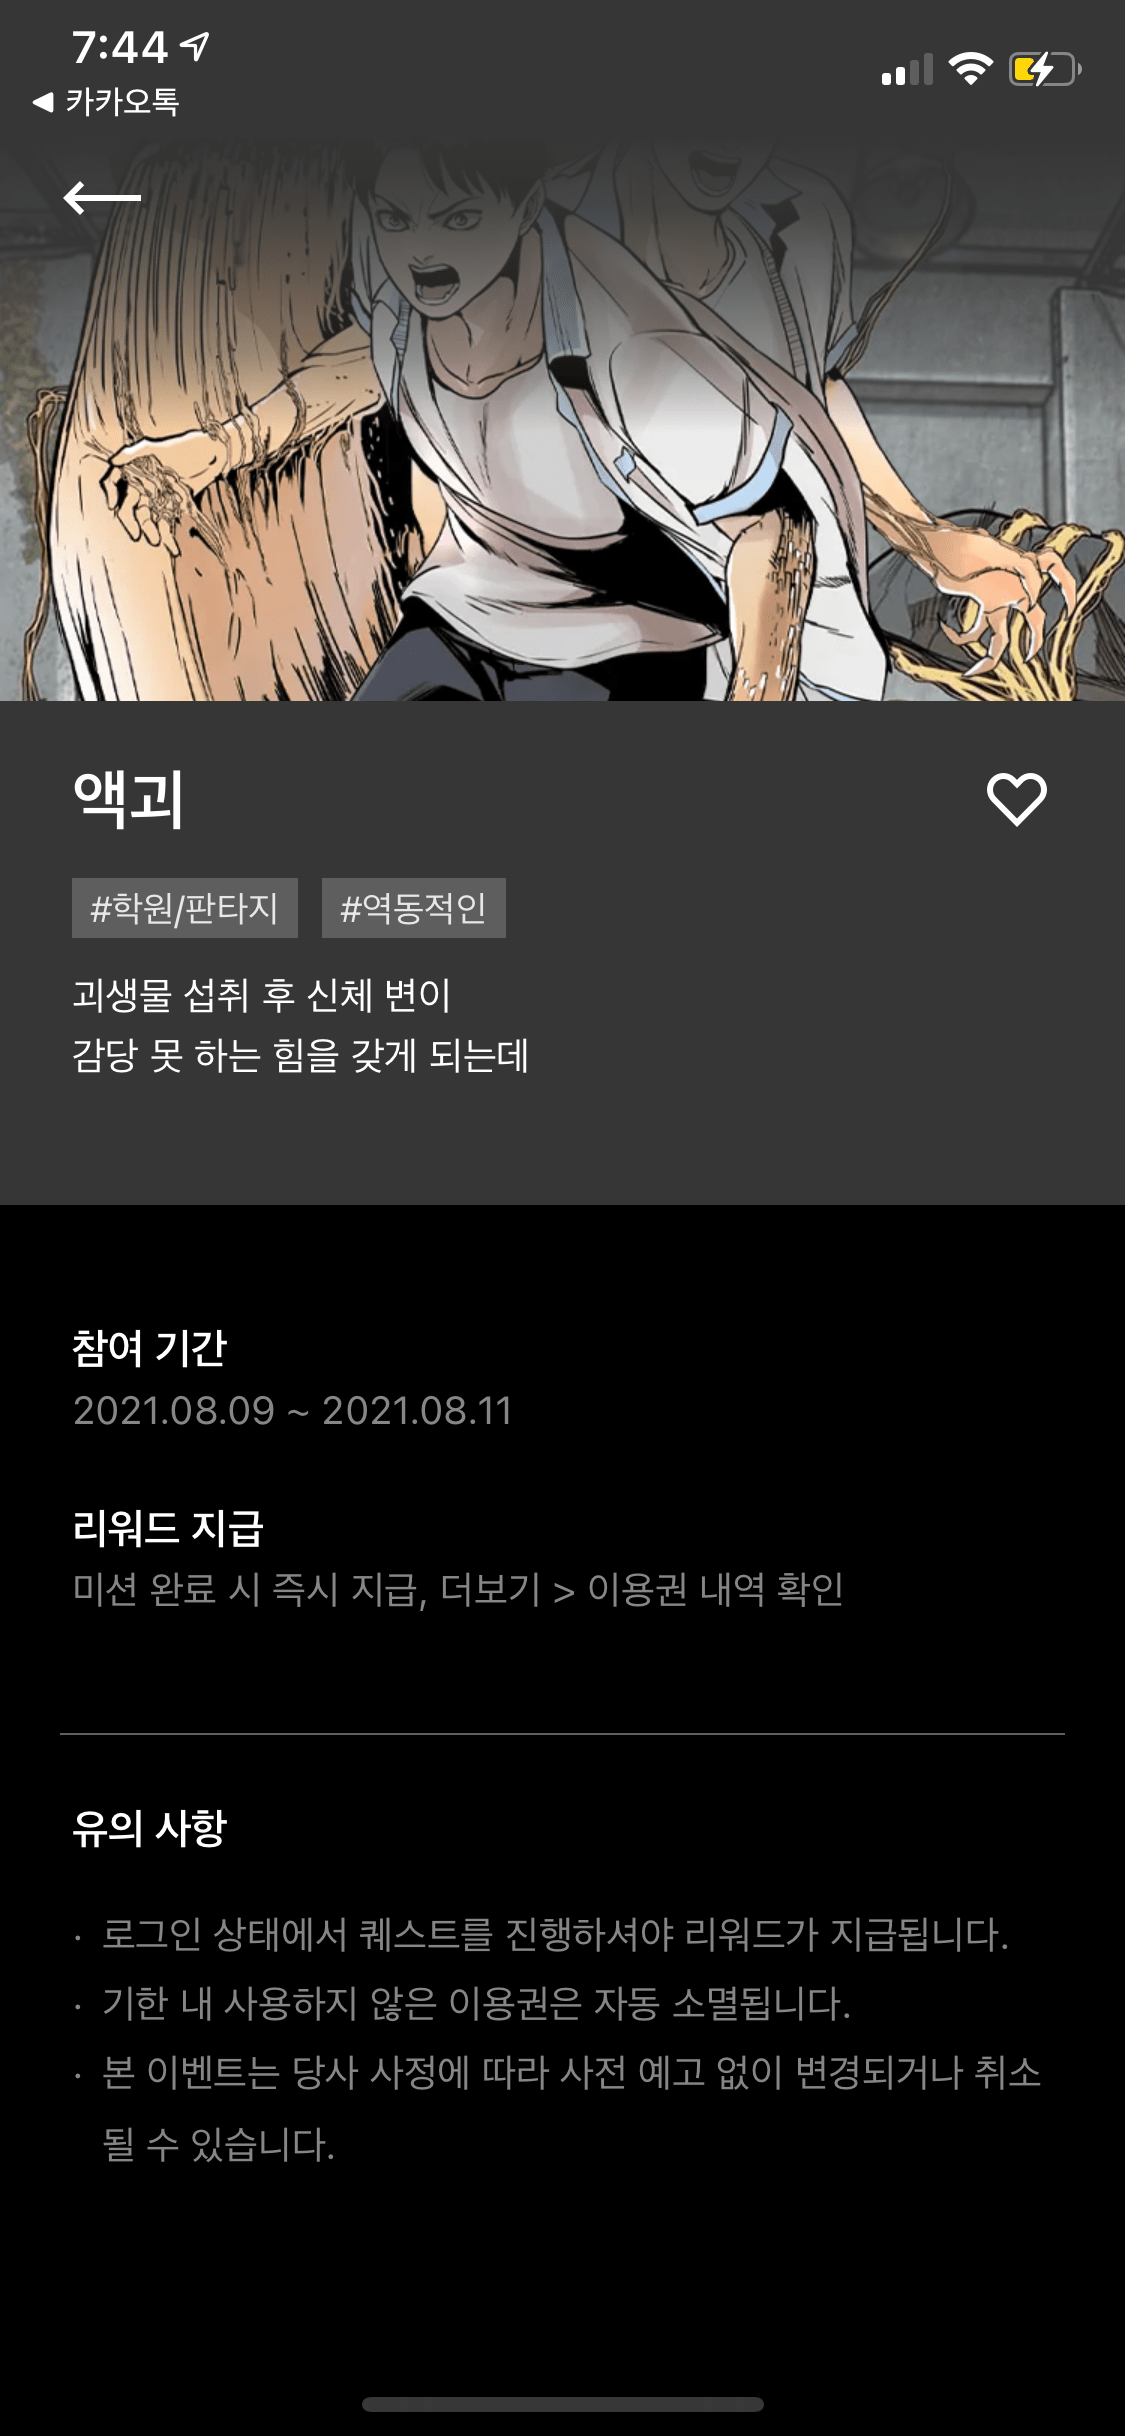 7:44
◀ 카카오톡
액괴
#학원/판타지 #역동적인
괴생물 섭취 후 신체 변이
감당 못 하는 힘을 갖게 되는데
참여 기간
2021.08.09 ~ 2021.08.11
리워드 지급
미션 완료 시 즉시 지급, 더보기 > 이용권 내역 확인
유의 사항
· 로그인 상태에서 퀘스트를 진행하셔야 리워드가 지급됩니다.
· 기한 내 사용하지 않은 이용권은 자동 소멸됩니다.
· 본 이벤트는 당사 사정에 따라 사전 예고 없이 변경되거나 취소
될 수 있습니다.